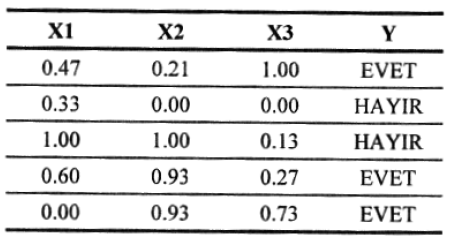 X1 X2 X3 Y
0.47 0.21 1.00 EVET
0.33 0.00 0.00 HAYIR
1.00 1.00 0.13 HAYIR
0.60 0.93 0.27 EVET
0.00 0.93 0.73 EVET